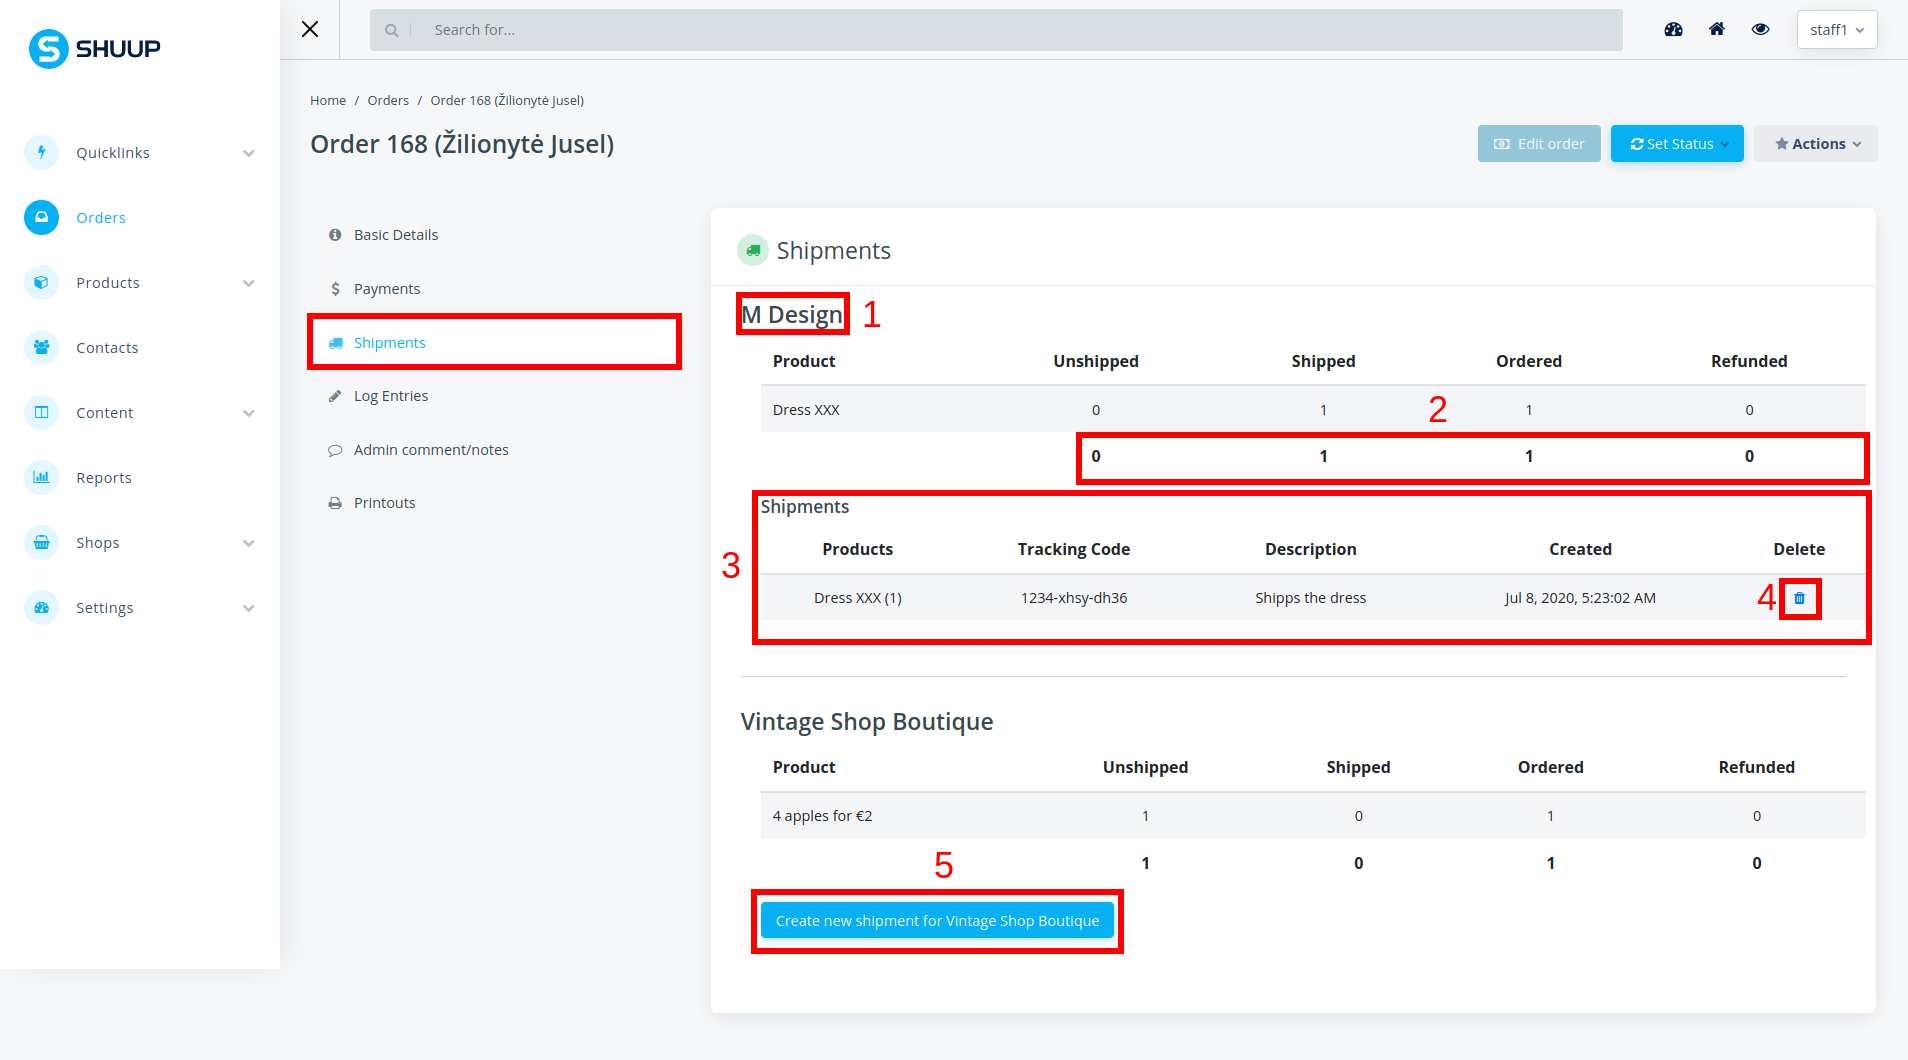 SHUUP
Search for...
staff1
Quicklinks
Orders
Products
Contacts
Content
Reports
Shops
Settings
Home / Orders / Order 168 (Žilionytė Jusel)
Order 168 (Žilionytė Jusel)
Edit order
Set Status
Actions
Basic Details
Payments
Shipments
Log Entries
Admin comment/notes
Printouts
Shipments
M Design 1
Product Unshipped Shipped Ordered Refunded
Dress XXX 0 1 2 1 0
0 1 1 0
3
Shipments
Products Tracking Code Description Created Delete
Dress XXX (1) 1234-xhsy-dh36 Shipps the dress Jul 8, 2020, 5:23:02 AM 4
Vintage Shop Boutique
Product Unshipped Shipped Ordered Refunded
4 apples for €2 1 0 1 0
5 1 0 1 0
Create new shipment for Vintage Shop Boutique